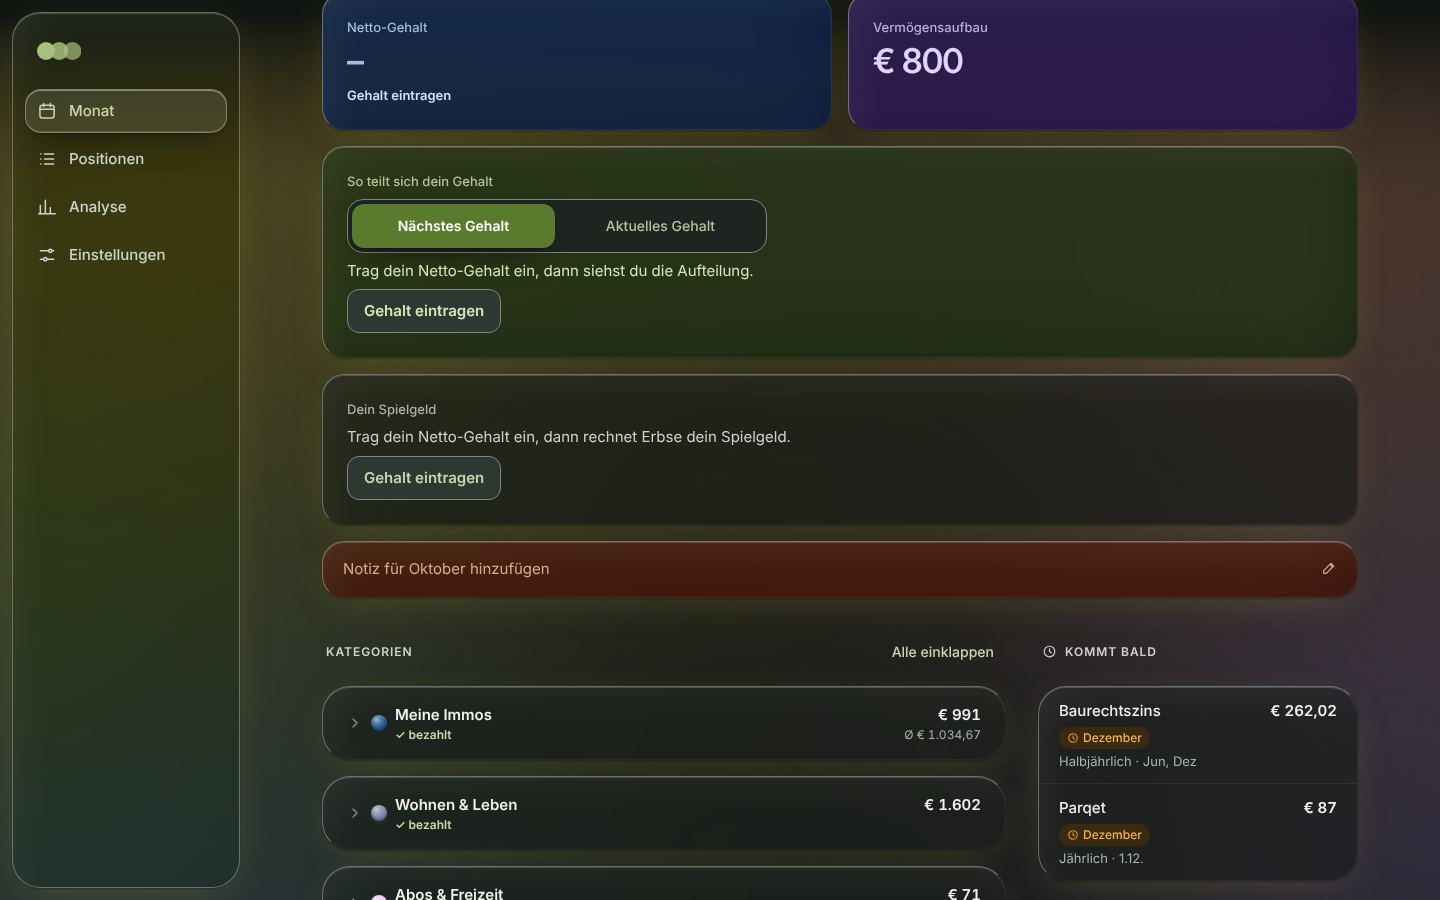 Monat
Positionen
Analyse
Einstellungen
Netto-Gehalt
–
Gehalt eintragen
Vermögensaufbau
€ 800
So teilt sich dein Gehalt
Nächstes Gehalt
Aktuelles Gehalt
Trag dein Netto-Gehalt ein, dann siehst du die Aufteilung.
Gehalt eintragen
Dein Spielgeld
Trag dein Netto-Gehalt ein, dann rechnet Erbse dein Spielgeld.
Gehalt eintragen
Notiz für Oktober hinzufügen
KATEGORIEN
Alle einklappen
Meine Immos
€ 991
✓ bezahlt
Ø € 1.034,67
Wohnen & Leben
€ 1.602
✓ bezahlt
Abos & Freizeit
€ 71
KOMMT BALD
Baurechtszins
€ 262,02
Dezember
Halbjährlich · Jun, Dez
Parqet
€ 87
Dezember
Jährlich · 1.12.